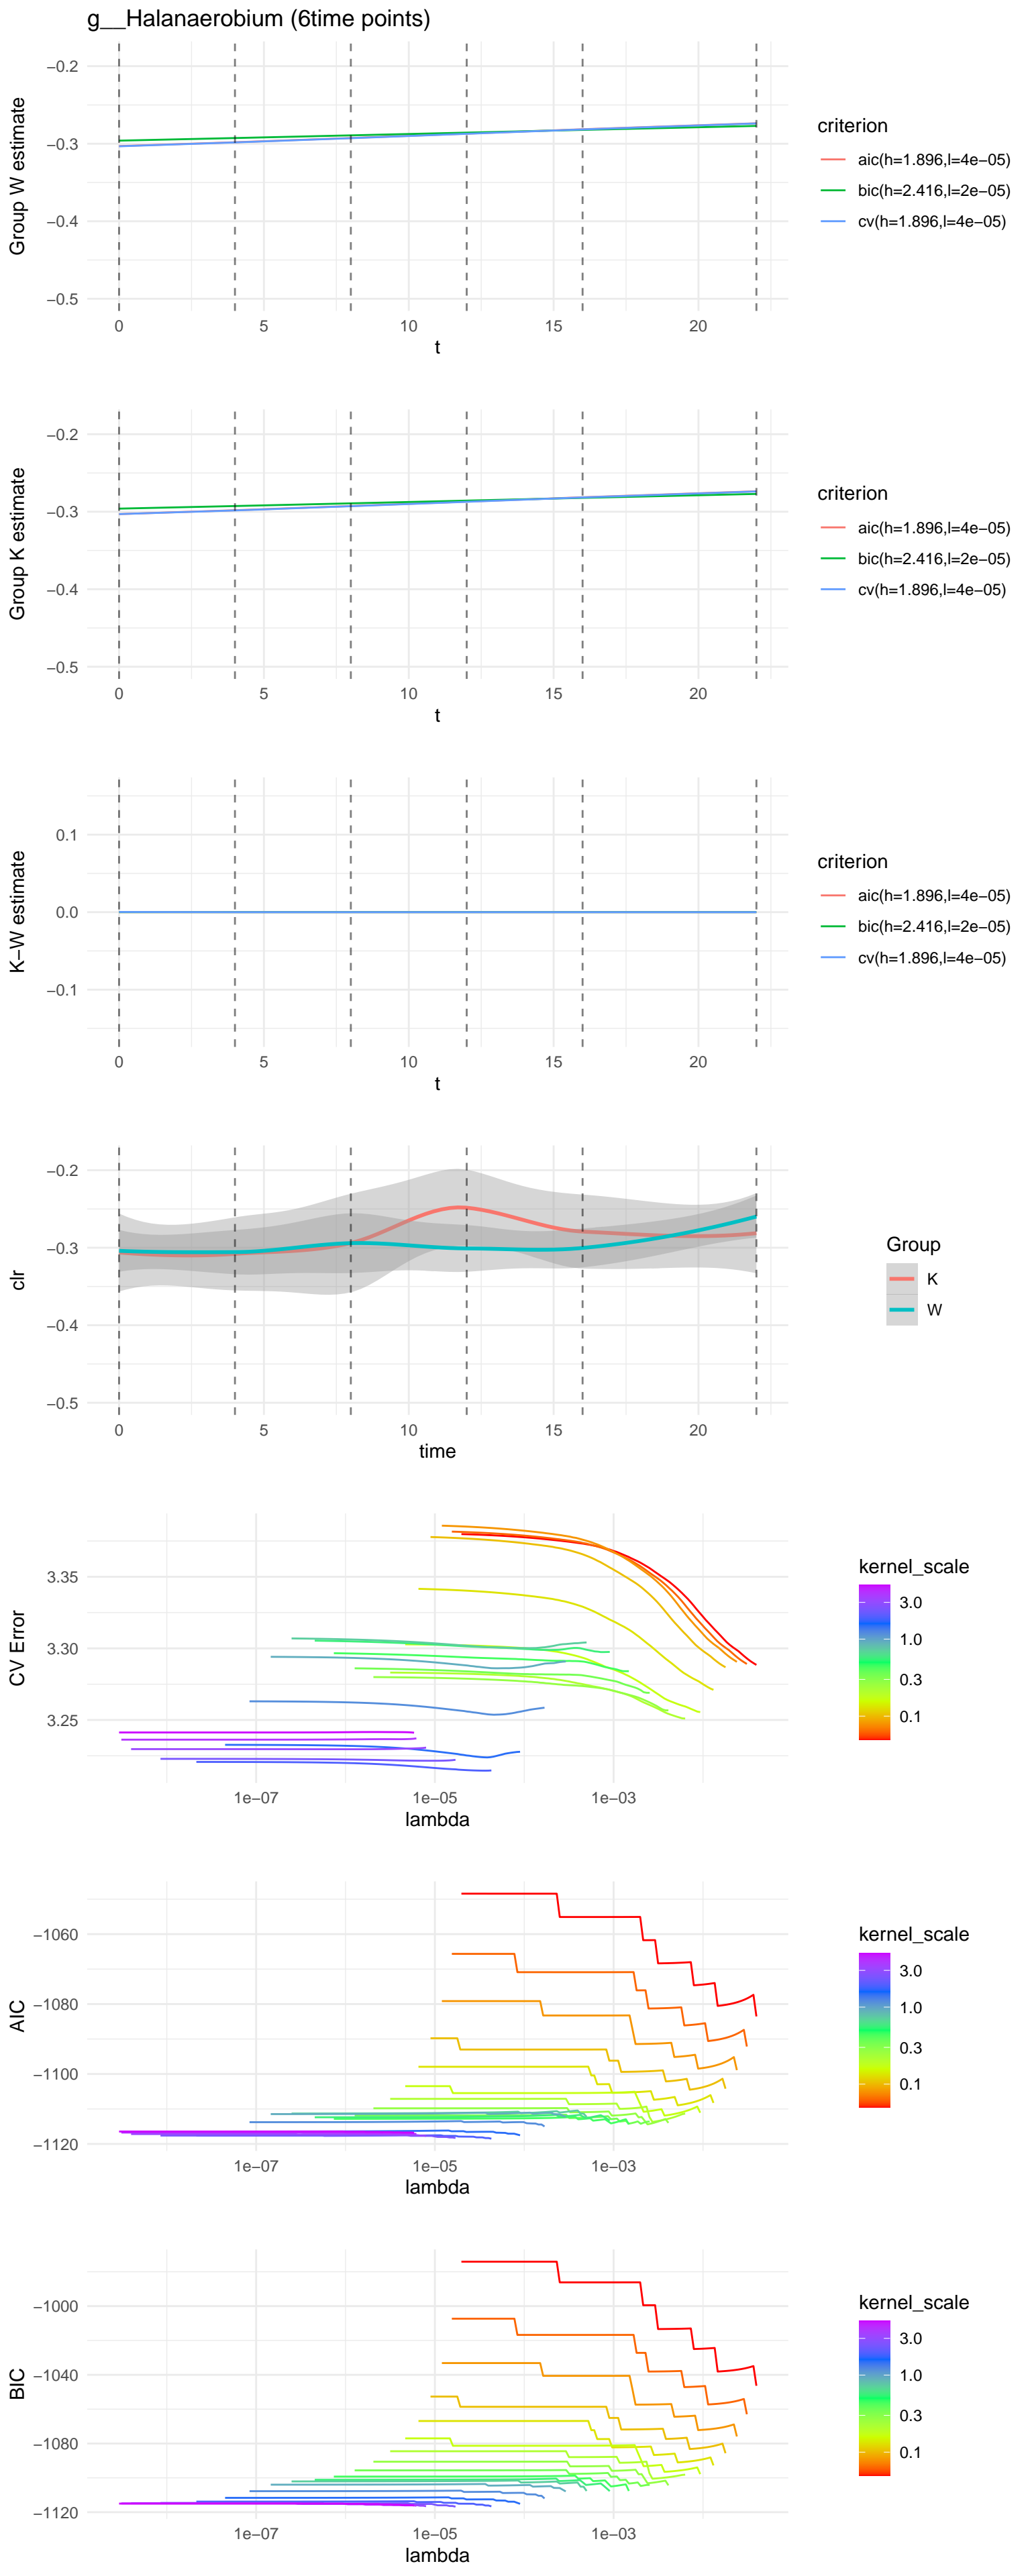 g__Halanaerobium (6time points)
Group W estimate
−0.2
−0.3
−0.4
−0.5
0 5 10 15 20
t
criterion
aic(h=1.896,l=4e−05)
bic(h=2.416,l=2e−05)
cv(h=1.896,l=4e−05)
Group K estimate
−0.2
−0.3
−0.4
−0.5
0 5 10 15 20
t
criterion
aic(h=1.896,l=4e−05)
bic(h=2.416,l=2e−05)
cv(h=1.896,l=4e−05)
K−W estimate
0.1
0.0
−0.1
0 5 10 15 20
t
criterion
aic(h=1.896,l=4e−05)
bic(h=2.416,l=2e−05)
cv(h=1.896,l=4e−05)
clr
−0.2
−0.3
−0.4
−0.5
0 5 10 15 20
time
Group
K
W
CV Error
3.35
3.30
3.25
1e−07 1e−05 1e−03
lambda
kernel_scale
3.0
1.0
0.3
0.1
AIC
−1060
−1080
−1100
−1120
1e−07 1e−05 1e−03
lambda
kernel_scale
3.0
1.0
0.3
0.1
BIC
−1000
−1040
−1080
−1120
1e−07 1e−05 1e−03
lambda
kernel_scale
3.0
1.0
0.3
0.1